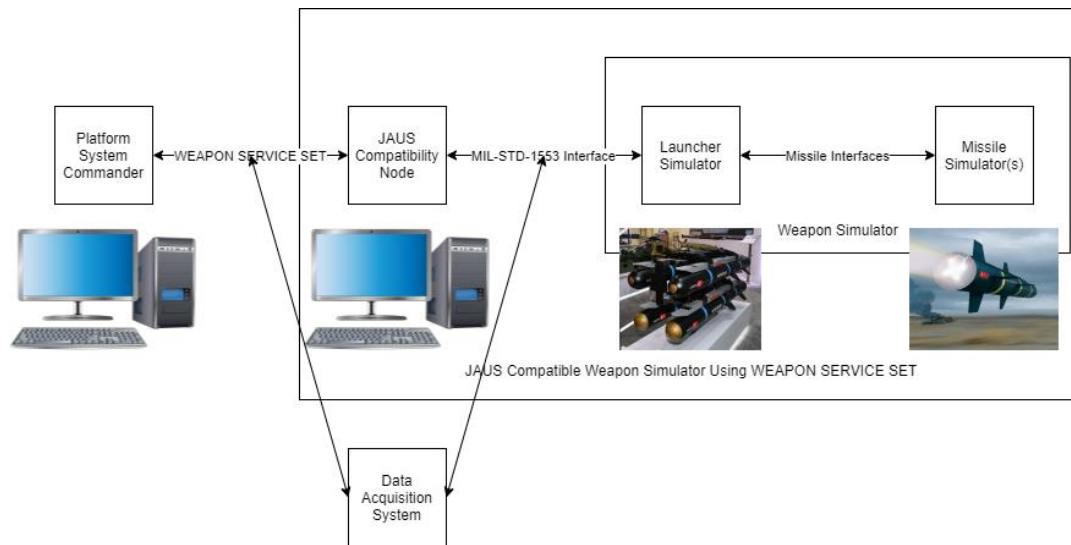 Platform
System
Commander
WEAPON SERVICE SET
JAUS
Compatibility
Node
MIL-STD-1553 Interface
Launcher
Simulator
Missile Interfaces
Missile
Simulator(s)
Weapon Simulator
JAUS Compatible Weapon Simulator Using WEAPON SERVICE SET
Data
Acquisition
System